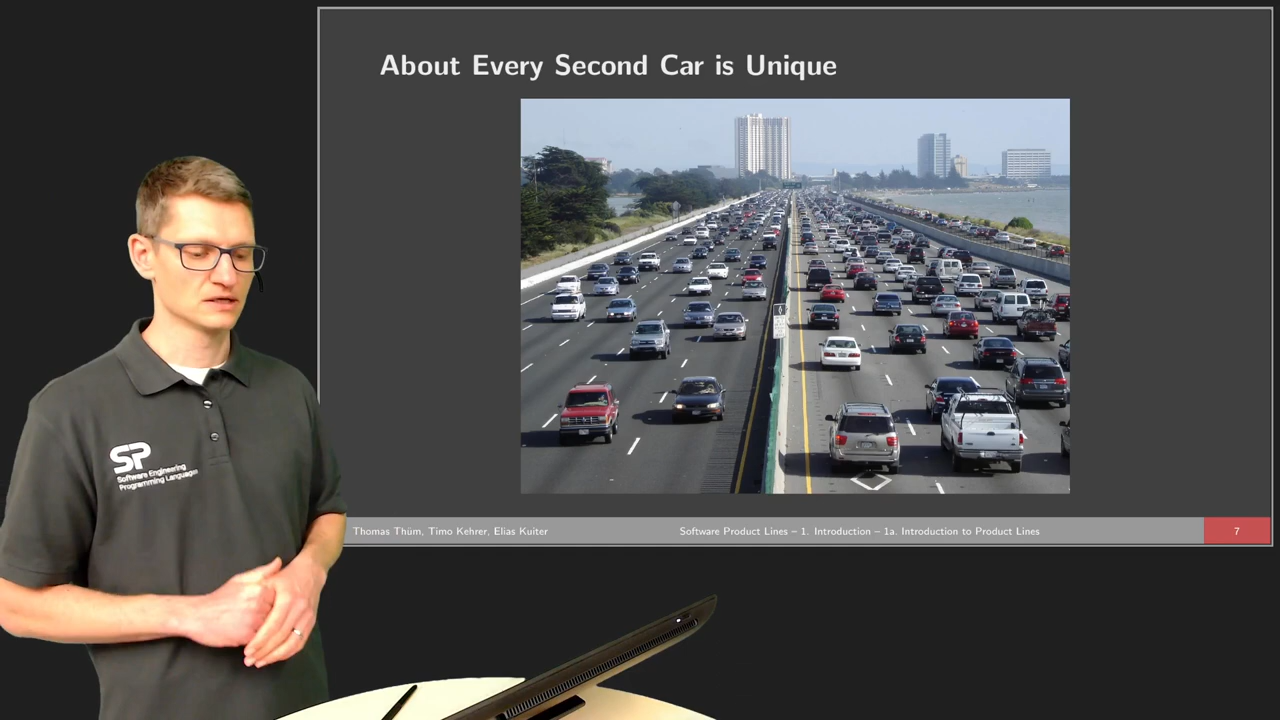 About Every Second Car is Unique
SP
Software Engineering
Programming Languages
Thomas Thüm, Timo Kehrer, Elias Kuiter
Software Product Lines – 1. Introduction – 1a. Introduction to Product Lines
7